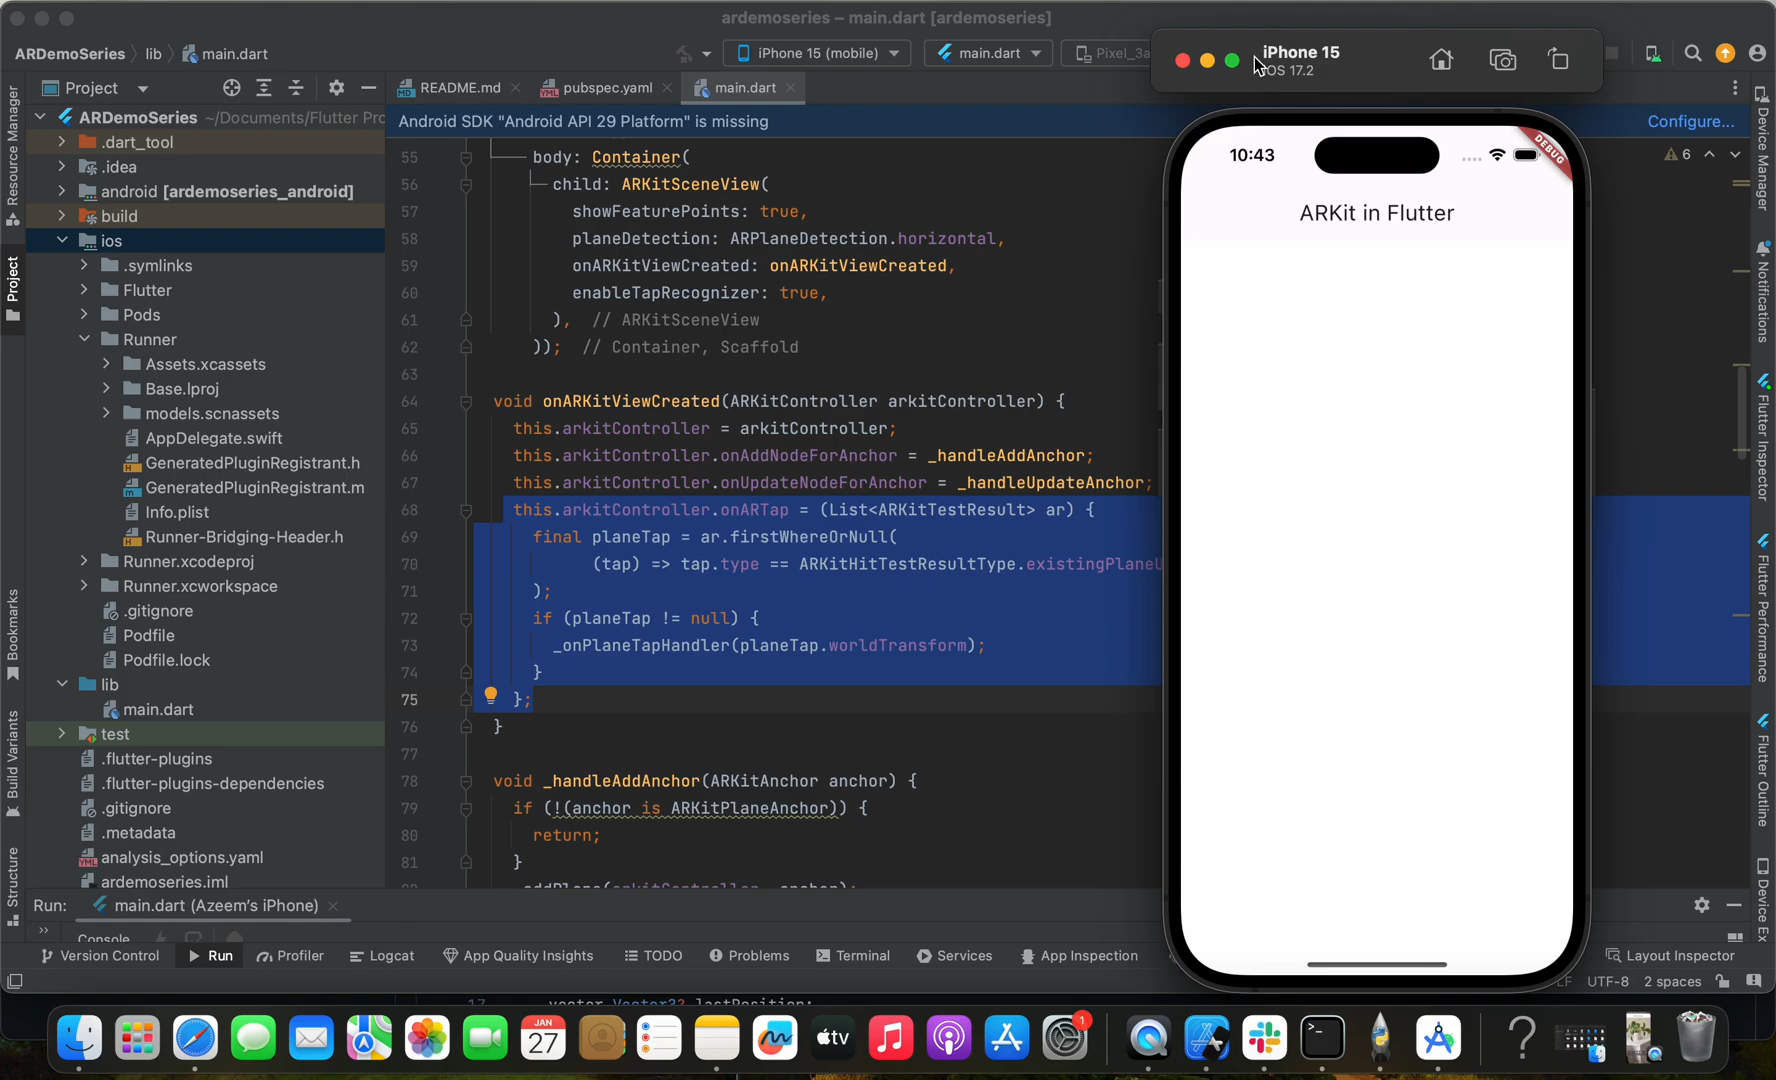 ardemoseries – main.dart [ardemoseries]
ARDemoSeries
lib
main.dart
iPhone 15 (mobile)
main.dart
Pixel_3a
Project
README.md
pubspec.yaml
main.dart
Android SDK "Android API 29 Platform" is missing
Configure...
6
Resource Manager
Project
Bookmarks
Build Variants
Structure
ARDemoSeries ~/Documents/Flutter Prc
.dart_tool
.idea
android [ardemoseries_android]
build
ios
.symlinks
Flutter
Pods
Runner
Assets.xcassets
Base.lproj
models.scnassets
AppDelegate.swift
GeneratedPluginRegistrant.h
GeneratedPluginRegistrant.m
Info.plist
Runner-Bridging-Header.h
Runner.xcodeproj
Runner.xcworkspace
.gitignore
Podfile
Podfile.lock
lib
main.dart
test
.flutter-plugins
.flutter-plugins-dependencies
.gitignore
.metadata
analysis_options.yaml
ardemoseries.iml
55 body: Container(
56 child: ARKitSceneView(
57 showFeaturePoints: true,
58 planeDetection: ARPlaneDetection.horizontal,
59 onARKitViewCreated: onARKitViewCreated,
60 enableTapRecognizer: true,
61 ), // ARKitSceneView
62 )); // Container, Scaffold
63
64 void onARKitViewCreated(ARKitController arkitController) {
65 this.arkitController = arkitController;
66 this.arkitController.onAddNodeForAnchor = _handleAddAnchor;
67 this.arkitController.onUpdateNodeForAnchor = _handleUpdateAnchor;
68 this.arkitController.onARTap = (List<ARKitTestResult> ar) {
69 final planeTap = ar.firstWhereOrNull(
70 (tap) => tap.type == ARKitHitTestResultType.existingPlaneU
71 );
72 if (planeTap != null) {
73 _onPlaneTapHandler(planeTap.worldTransform);
74 }
75 };
76 }
77
78 void _handleAddAnchor(ARKitAnchor anchor) {
79 if (!(anchor is ARKitPlaneAnchor)) {
80 return;
81 }
iPhone 15
iOS 17.2
10:43
DEBUG
ARKit in Flutter
Device Manager
Notifications
Flutter Inspector
Flutter Performance
Flutter Outline
Device Ex
Run:
main.dart (Azeem's iPhone)
Console
Version Control
Run
Profiler
Logcat
App Quality Insights
TODO
Problems
Terminal
Services
App Inspection
Layout Inspector
LF
UTF-8
2 spaces
JAN
27
tv
1